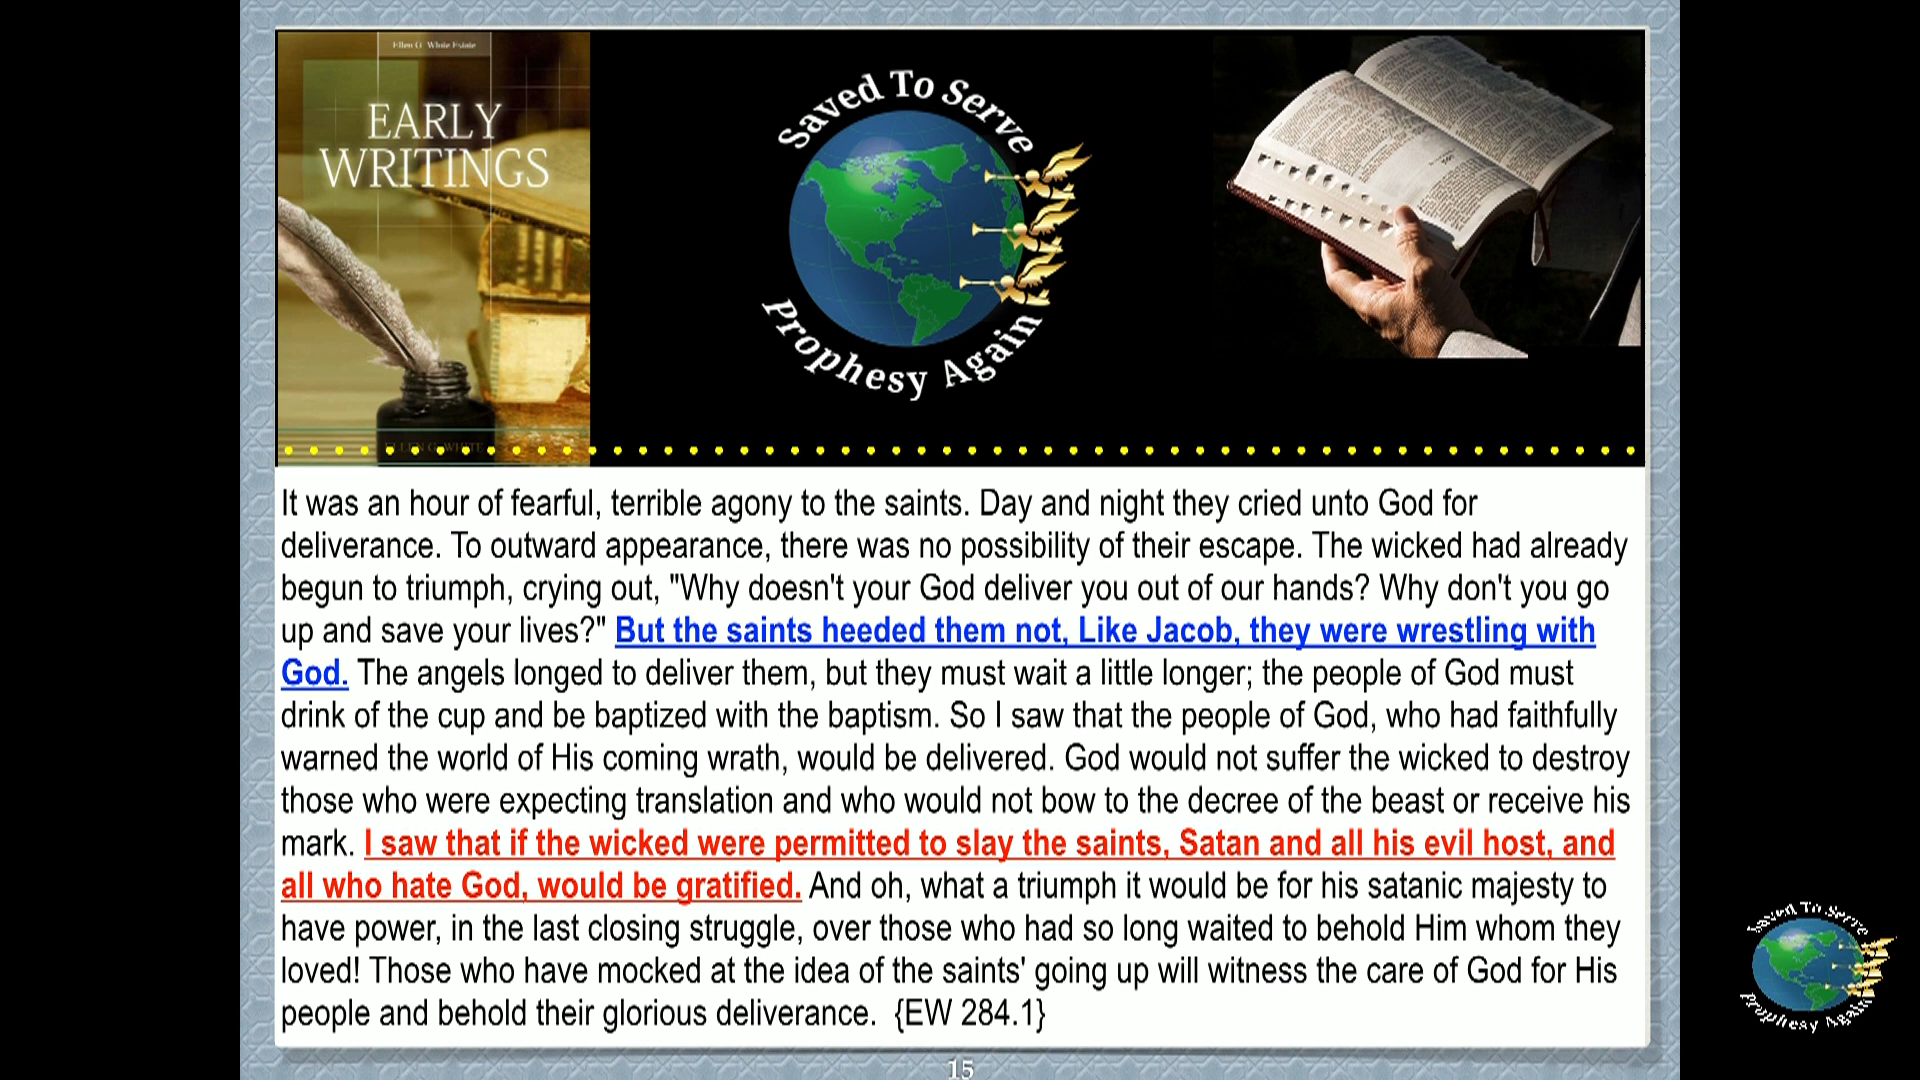 Ellen G. White Estate
EARLY
WRITINGS
ELLEN G. WHITE
Saved To Serve
Prophesy Again
It was an hour of fearful, terrible agony to the saints. Day and night they cried unto God for
deliverance. To outward appearance, there was no possibility of their escape. The wicked had already
begun to triumph, crying out, "Why doesn't your God deliver you out of our hands? Why don't you go
up and save your lives?" But the saints heeded them not, Like Jacob, they were wrestling with
God. The angels longed to deliver them, but they must wait a little longer; the people of God must
drink of the cup and be baptized with the baptism. So I saw that the people of God, who had faithfully
warned the world of His coming wrath, would be delivered. God would not suffer the wicked to destroy
those who were expecting translation and who would not bow to the decree of the beast or receive his
mark. I saw that if the wicked were permitted to slay the saints, Satan and all his evil host, and
all who hate God, would be gratified. And oh, what a triumph it would be for his satanic majesty to
have power, in the last closing struggle, over those who had so long waited to behold Him whom they
loved! Those who have mocked at the idea of the saints' going up will witness the care of God for His
people and behold their glorious deliverance. {EW 284.1}
15
Saved To Serve
Prophesy Again